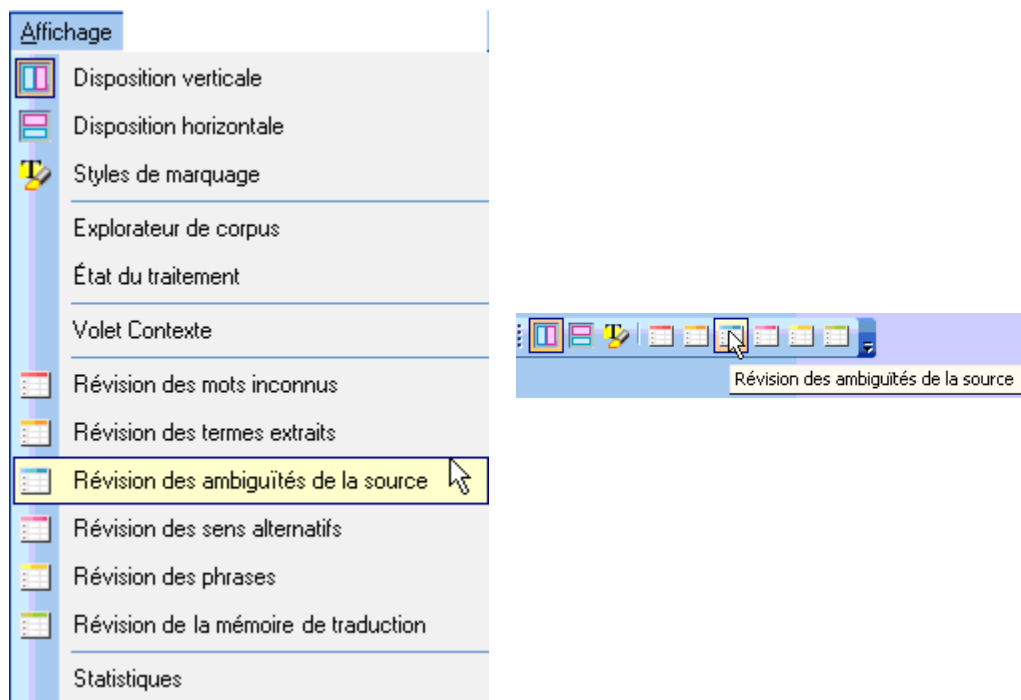 Affichage
Disposition verticale
Disposition horizontale
Styles de marquage
Explorateur de corpus
État du traitement
Volet Contexte
Révision des mots inconnus
Révision des termes extraits
Révision des ambiguïtés de la source
Révision des sens alternatifs
Révision des phrases
Révision de la mémoire de traduction
Statistiques
Révision des ambiguïtés de la source